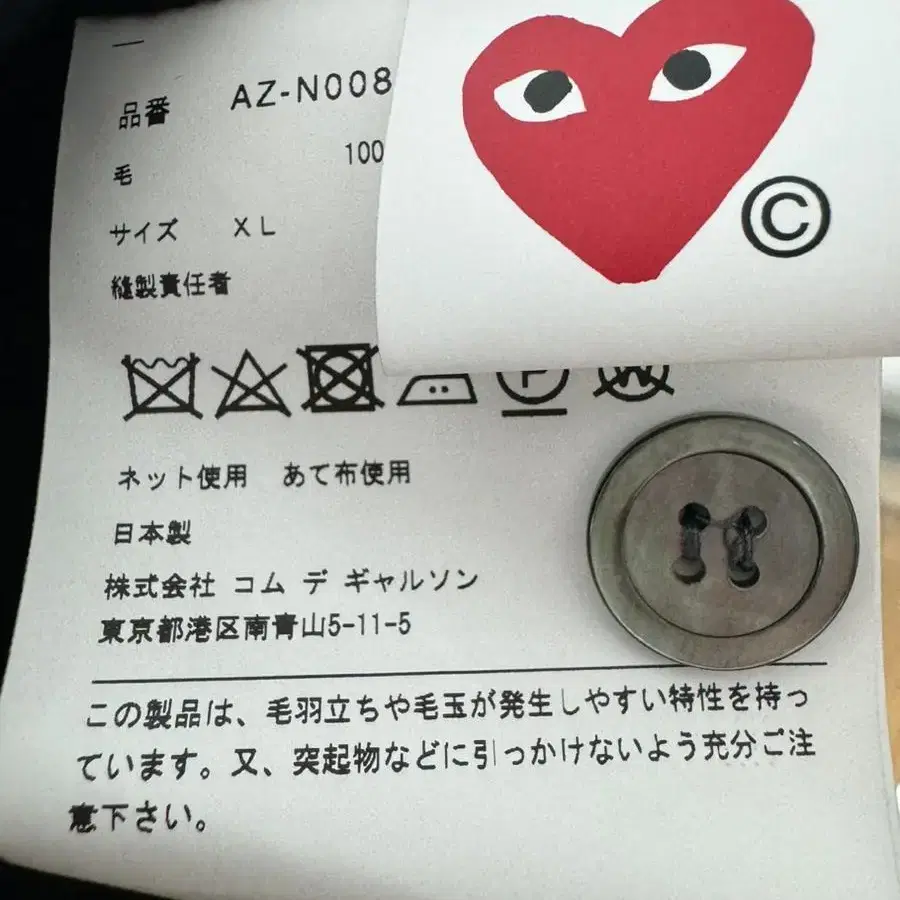 品番 AZ-N008
毛 100
サイズ XL
縫製責任者
ネット使用 あて布使用
日本製
株式会社 コム デ ギャルソン
東京都港区南青山5-11-5
この製品は、毛羽立ちや毛玉が発生しやすい特性を持っ
ています。又、突起物などに引っかけないよう充分ご注
意下さい。
©
P
W